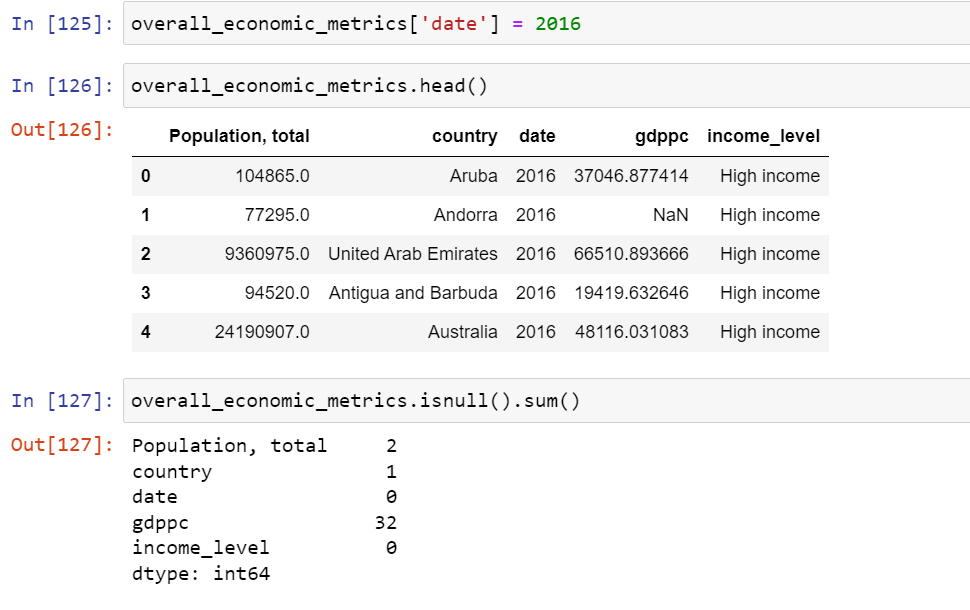 In [125]: overall_economic_metrics['date'] = 2016
In [126]: overall_economic_metrics.head()
Out[126]:
Population, total country date gdppc income_level
0 104865.0 Aruba 2016 37046.877414 High income
1 77295.0 Andorra 2016 NaN High income
2 9360975.0 United Arab Emirates 2016 66510.893666 High income
3 94520.0 Antigua and Barbuda 2016 19419.632646 High income
4 24190907.0 Australia 2016 48116.031083 High income
In [127]: overall_economic_metrics.isnull().sum()
Out[127]: Population, total 2
country 1
date 0
gdppc 32
income_level 0
dtype: int64